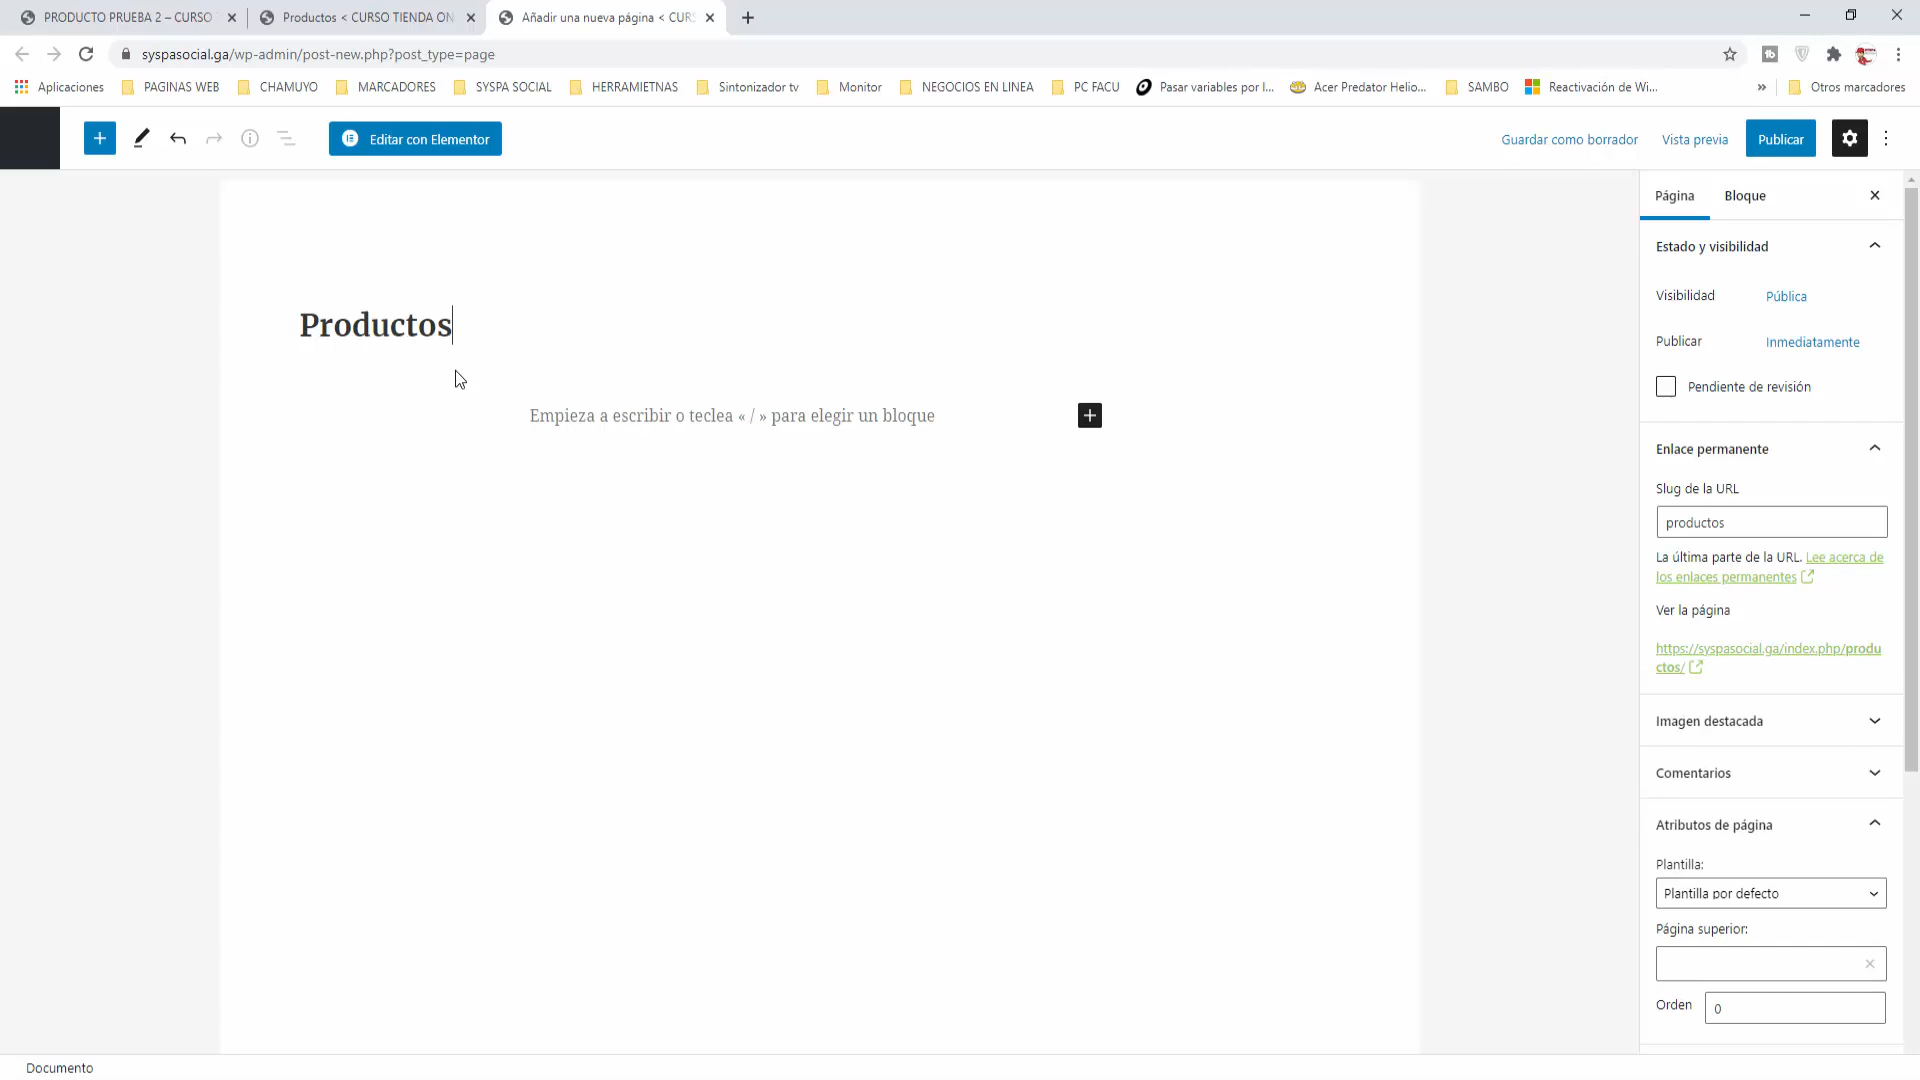 PRODUCTO PRUEBA 2 – CURSO
Productos < CURSO TIENDA ON
Añadir una nueva página < CURS
syspasocial.ga/wp-admin/post-new.php?post_type=page
Aplicaciones
PAGINAS WEB
CHAMUYO
MARCADORES
SYSPA SOCIAL
HERRAMIETNAS
Sintonizador tv
Monitor
NEGOCIOS EN LINEA
PC FACU
Pasar variables por l...
Acer Predator Helio...
SAMBO
Reactivación de Wi...
»
Otros marcadores
Editar con Elementor
Guardar como borrador
Vista previa
Publicar
Página
Bloque
Estado y visibilidad
Visibilidad
Pública
Publicar
Inmediatamente
Pendiente de revisión
Productos
Empieza a escribir o teclea « / » para elegir un bloque
Enlace permanente
Slug de la URL
productos
La última parte de la URL. Lee acerca de
los enlaces permanentes
Ver la página
https://syspasocial.ga/index.php/produ
ctos/
Imagen destacada
Comentarios
Atributos de página
Plantilla:
Plantilla por defecto
Página superior:
Orden
0
Documento